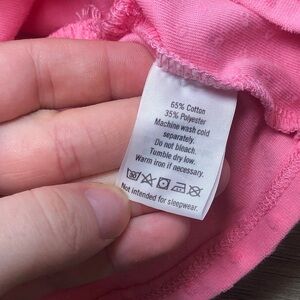 65% Cotton
35% Polyester
Machine wash cold
separately.
Do not bleach.
Tumble dry low.
Warm iron if necessary.
Not intended for sleepwear.